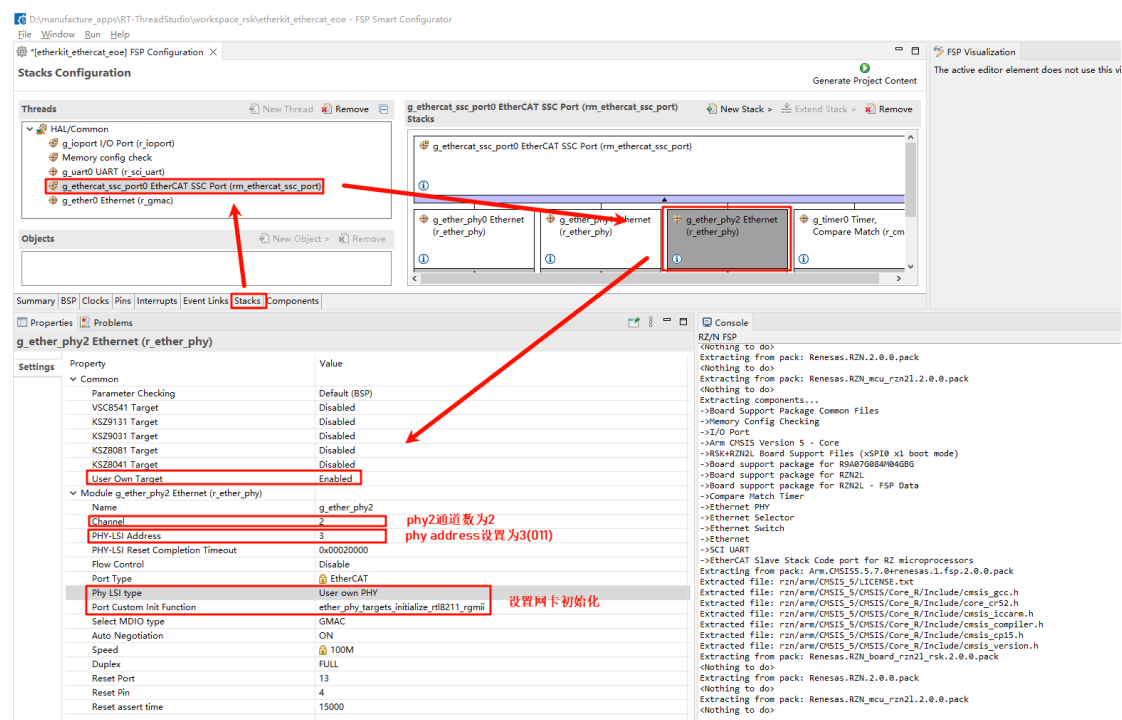 D:\manufacture_apps\RT-ThreadStudio\workspace_rsk\etherkit_ethercat_eoe - FSP Smart Configurator
File Window Run Help
*[etherkit_ethercat_eoe] FSP Configuration
Stacks Configuration
Generate Project Content
Threads
New Thread Remove
HAL/Common
g_ioport I/O Port (r_ioport)
Memory config check
g_uart0 UART (r_sci_uart)
g_ethercat_ssc_port0 EtherCAT SSC Port (rm_ethercat_ssc_port)
g_ether0 Ethernet (r_gmac)
Objects
New Object > Remove
g_ethercat_ssc_port0 EtherCAT SSC Port (rm_ethercat_ssc_port)
Stacks
New Stack > Extend Stack > Remove
g_ethercat_ssc_port0 EtherCAT SSC Port (rm_ethercat_ssc_port)
g_ether_phy0 Ethernet
(r_ether_phy)
g_ether_phy1 Ethernet
(r_ether_phy)
g_ether_phy2 Ethernet
(r_ether_phy)
g_timer0 Timer,
Compare Match (r_cm
Summary BSP Clocks Pins Interrupts Event Links Stacks Components
FSP Visualization
The active editor element does not use this vi
Properties Problems
g_ether_phy2 Ethernet (r_ether_phy)
Settings
Property Value
Common
Parameter Checking Default (BSP)
VSC8541 Target Disabled
KSZ9131 Target Disabled
KSZ9031 Target Disabled
KSZ8081 Target Disabled
KSZ8041 Target Disabled
User Own Target Enabled
Module g_ether_phy2 Ethernet (r_ether_phy)
Name g_ether_phy2
Channel 2 phy2通道数为2
PHY-LSI Address 3 phy address设置为3(011)
PHY-LSI Reset Completion Timeout 0x00020000
Flow Control Disable
Port Type EtherCAT
Phy LSI type User own PHY
设置网卡初始化
Port Custom Init Function ether_phy_targets_initialize_rtl8211_rgmii
Select MDIO type GMAC
Auto Negotiation ON
Speed 100M
Duplex FULL
Reset Port 13
Reset Pin 4
Reset assert time 15000
Console
RZ/N FSP
<Nothing to do>
Extracting from pack: Renesas.RZN.2.0.0.pack
<Nothing to do>
Extracting from pack: Renesas.RZN_mcu_rzn2l.2.0.0.pack
<Nothing to do>
Extracting components...
->Board Support Package Common Files
->Memory Config Checking
->I/O Port
->Arm CMSIS Version 5 - Core
->RSK+RZN2L Board Support Files (xSPI0 x1 boot mode)
->Board support package for R9A07G084M04GBG
->Board support package for RZN2L
->Board support package for RZN2L - FSP Data
->Compare Match Timer
->Ethernet PHY
->Ethernet Selector
->Ethernet Switch
->Ethernet
->SCI UART
->EtherCAT Slave Stack Code port for RZ microprocessors
Extracting from pack: Arm.CMSIS5.5.7.0+renesas.1.fsp.2.0.0.pack
Extracted file: rzn/arm/CMSIS_5/LICENSE.txt
Extracted file: rzn/arm/CMSIS_5/CMSIS/Core_R/Include/cmsis_gcc.h
Extracted file: rzn/arm/CMSIS_5/CMSIS/Core_R/Include/core_cr52.h
Extracted file: rzn/arm/CMSIS_5/CMSIS/Core_R/Include/cmsis_iccarm.h
Extracted file: rzn/arm/CMSIS_5/CMSIS/Core_R/Include/cmsis_compiler.h
Extracted file: rzn/arm/CMSIS_5/CMSIS/Core_R/Include/cmsis_cp15.h
Extracted file: rzn/arm/CMSIS_5/CMSIS/Core_R/Include/cmsis_version.h
Extracting from pack: Renesas.RZN_board_rzn2l_rsk.2.0.0.pack
<Nothing to do>
Extracting from pack: Renesas.RZN.2.0.0.pack
<Nothing to do>
Extracting from pack: Renesas.RZN_mcu_rzn2l.2.0.0.pack
<Nothing to do>